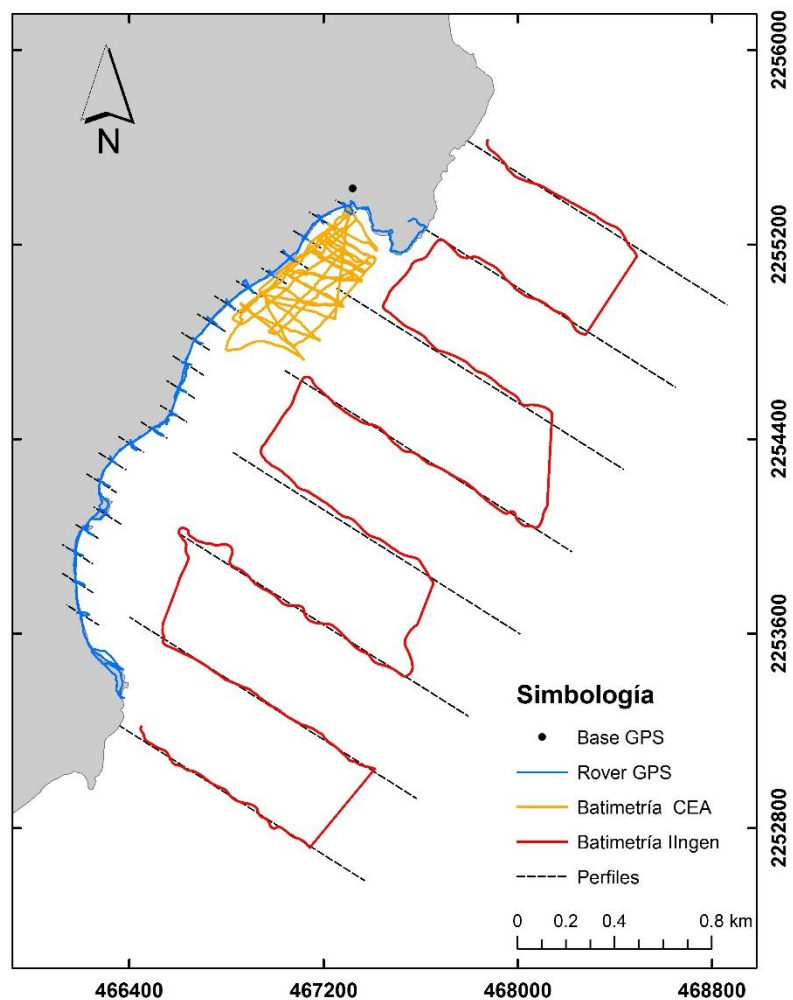 N
2256000
2255200
2254400
2253600
2252800
Simbología
Base GPS
Rover GPS
Batimetría CEA
Batimetría IIngen
Perfiles
0 0.2 0.4 0.8 km
466400 467200 468000 468800